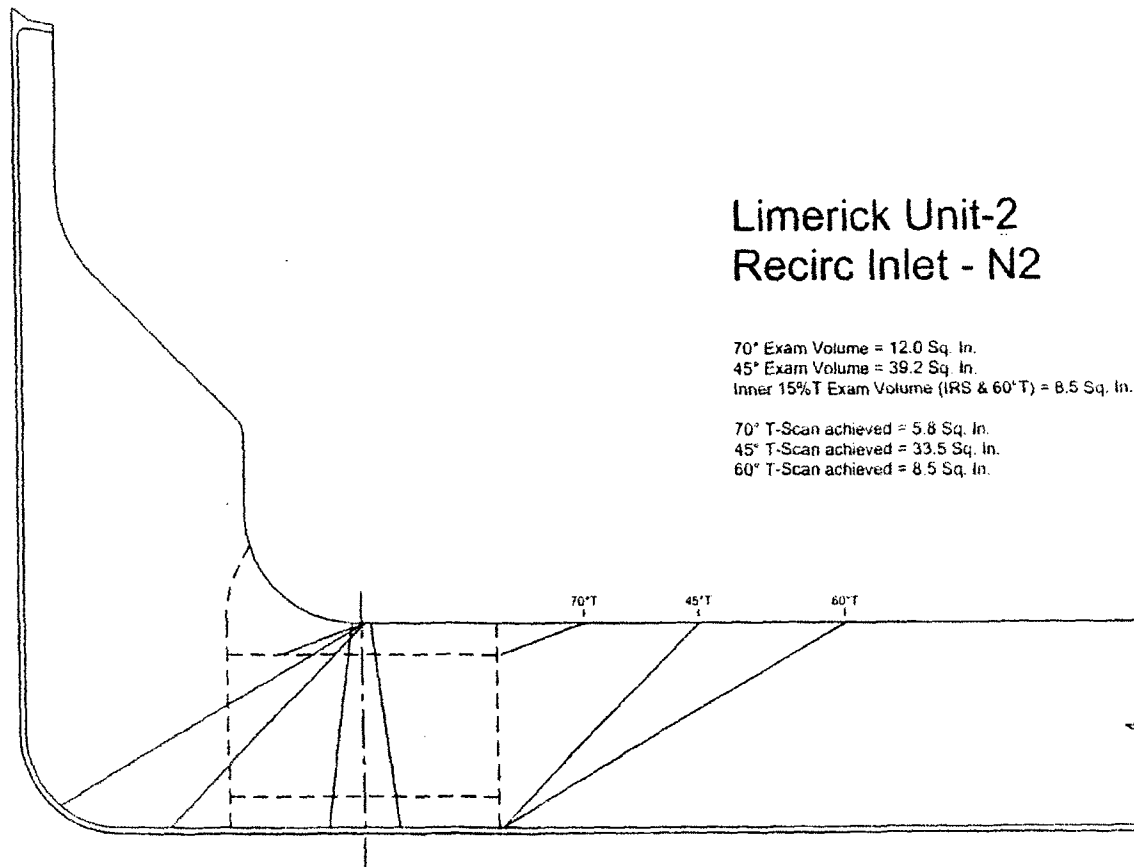 Limerick Unit-2
Recirc Inlet - N2
70° Exam Volume = 12.0 Sq. In.
45° Exam Volume = 39.2 Sq. In.
Inner 15%T Exam Volume (IRS & 60°T) = 8.5 Sq. In.
70° T-Scan achieved = 5.8 Sq. In.
45° T-Scan achieved = 33.5 Sq. In.
60° T-Scan achieved = 8.5 Sq. In.
70°T 45°T 60°T